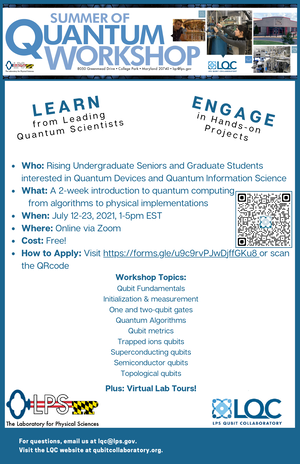 SUMMER OF
QUANTUM
WORKSHOP
8050 Greenmead Drive • College Park • Maryland 20740 • lqc@lps.gov
LPS
The Laboratory for Physical Sciences
LQC
LEARN
from Leading
Quantum Scientists
ENGAGE
in Hands-on
Projects
• Who: Rising Undergraduate Seniors and Graduate Students
interested in Quantum Devices and Quantum Information Science
• What: A 2-week introduction to quantum computing
from algorithms to physical implementations
• When: July 12-23, 2021, 1-5pm EST
• Where: Online via Zoom
• Cost: Free!
• How to Apply: Visit https://forms.gle/u9c9rvPJwDjffGKu8 or scan
the QRcode
Workshop Topics:
Qubit Fundamentals
Initialization & measurement
One and two-qubit gates
Quantum Algorithms
Qubit metrics
Trapped ions qubits
Superconducting qubits
Semiconductor qubits
Topological qubits
Plus: Virtual Lab Tours!
LPS
The Laboratory for Physical Sciences
LQC
LPS QUBIT COLLABORATORY
For questions, email us at lqc@lps.gov.
Visit the LQC website at qubitcollaboratory.org.